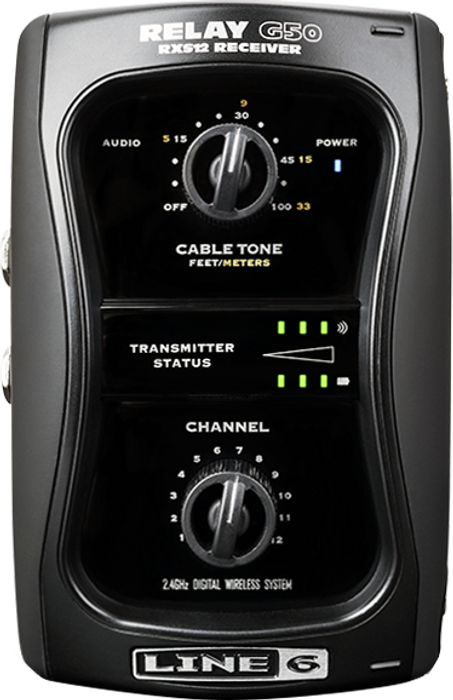 RELAY G50
RXS12 RECEIVER
9
30
AUDIO 5 15 POWER
45 15
OFF 100 33
CABLE TONE
FEET/METERS
TRANSMITTER
STATUS
CHANNEL
1 2 3 4 5 6 7 8 9 10 11 12
2.4GHz DIGITAL WIRELESS SYSTEM
LINE 6